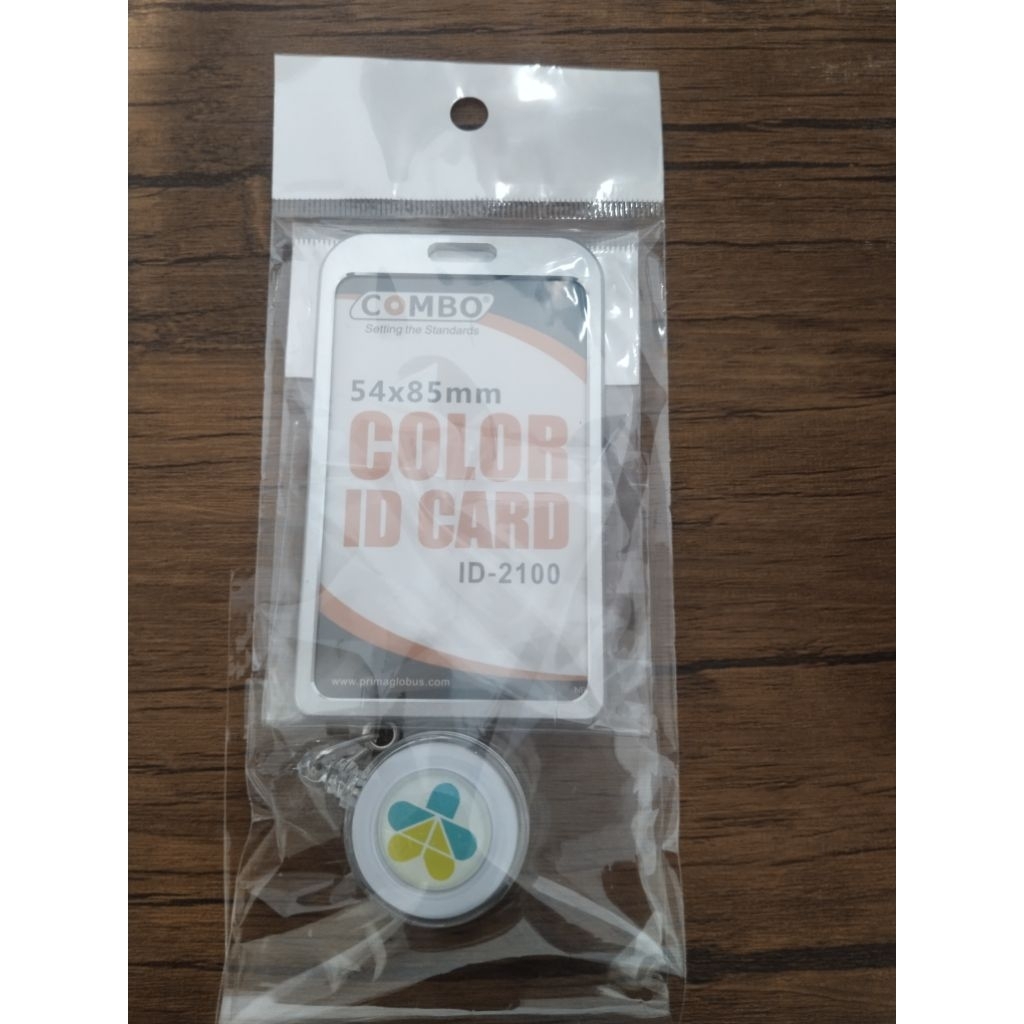 COMBO®
Setting the Standards
54x85mm
COLOR
ID CARD
ID-2100
www.primaglobus.com